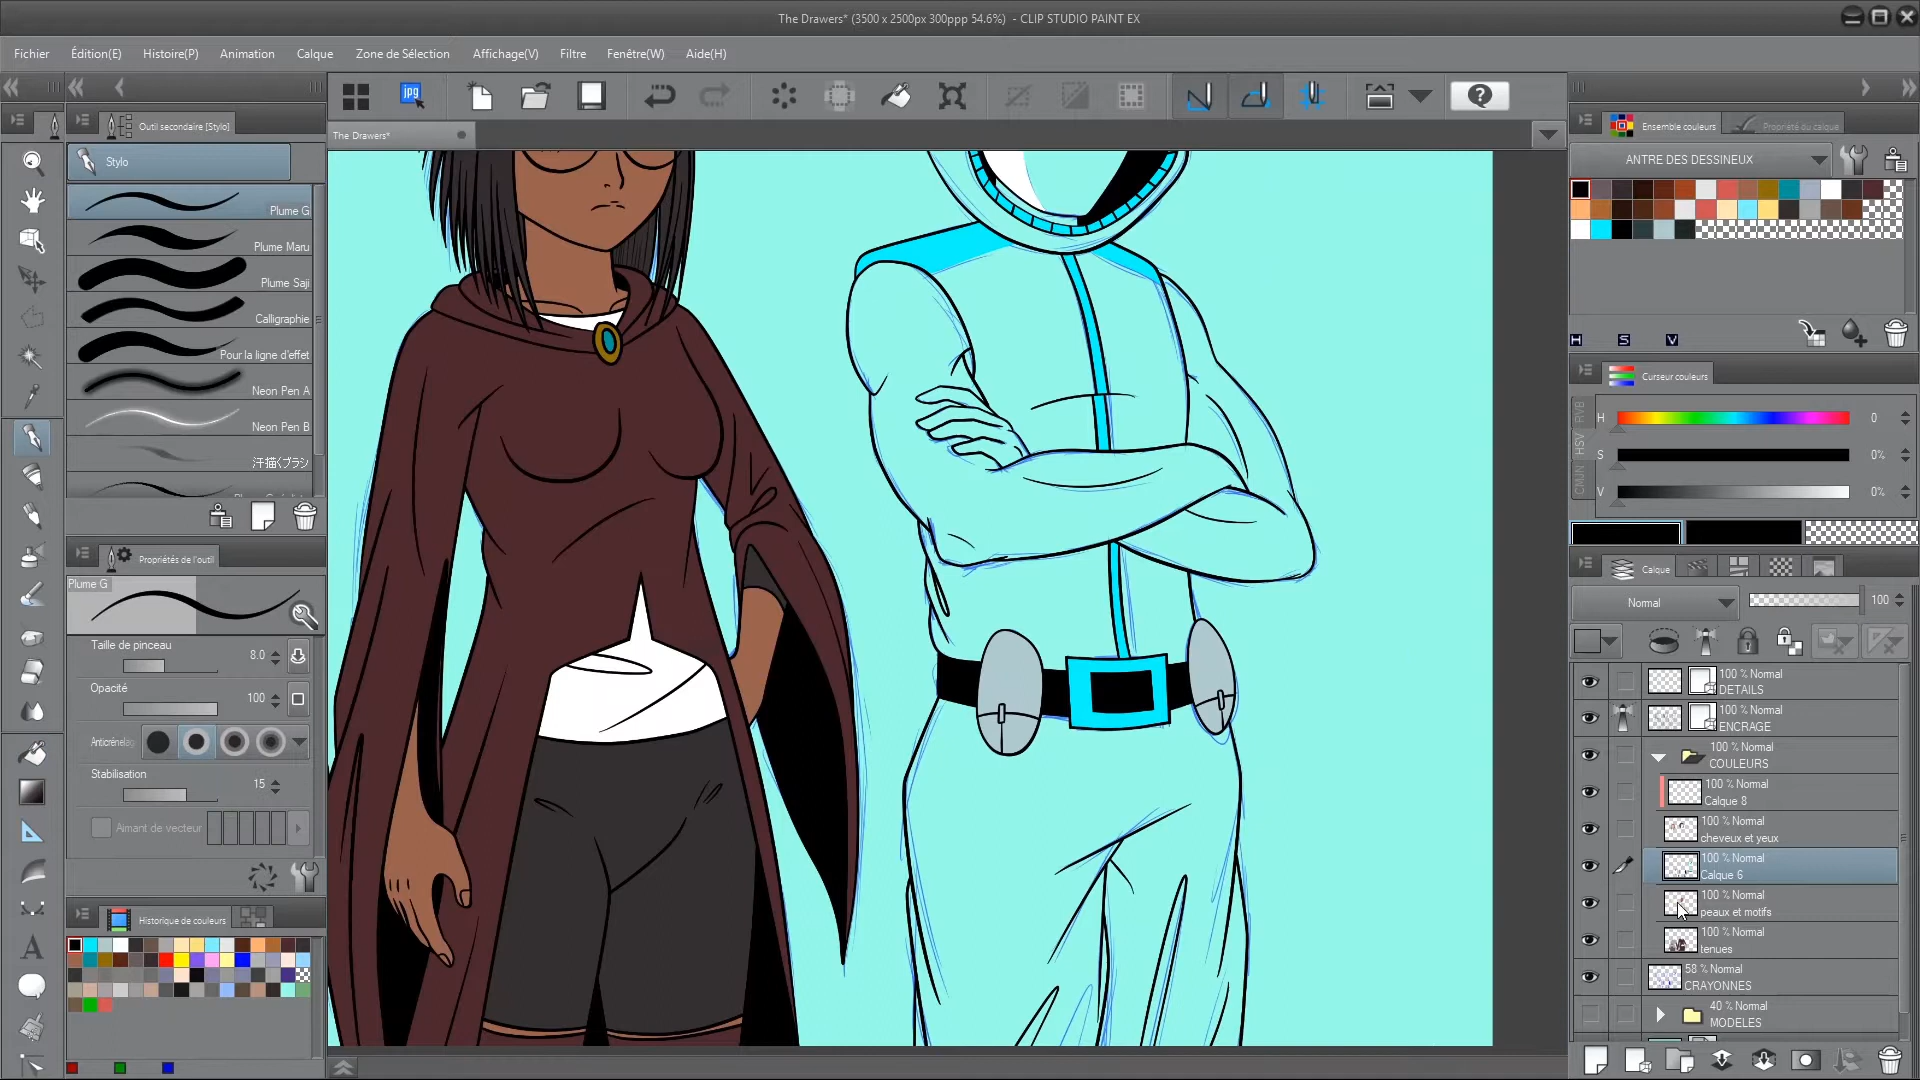 The Drawers* (3500 x 2500px 300ppp 54.6%) - CLIP STUDIO PAINT EX
Fichier Édition(E) Histoire(P) Animation Calque Zone de Sélection Affichage(V) Filtre Fenêtre(W) Aide(H)
jpg
Outil secondaire [Stylo]
The Drawers*
Stylo
Plume G
Plume Maru
Plume Saji
Calligraphie
Pour la ligne d'effet
Neon Pen A
Neon Pen B
汗描くブラシ
Propriétés de l'outil
Plume G
Taille de pinceau
8.0
Opacité
100
Anticrénelag
Stabilisation
15
Aimant de vecteur
Historique de couleurs
A
Ensemble couleurs
Propriété du calque
ANTRE DES DESSINEUX
H S V
Curseur couleurs
RVB
HSV
CMJN
H 0
S 0%
V 0%
Calque
Normal 100
100 % Normal
DETAILS
100 % Normal
ENCRAGE
100 % Normal
COULEURS
100 % Normal
Calque 8
100 % Normal
cheveux et yeux
100 % Normal
Calque 6
100 % Normal
peaux et motifs
100 % Normal
tenues
58 % Normal
CRAYONNES
40 % Normal
MODELES